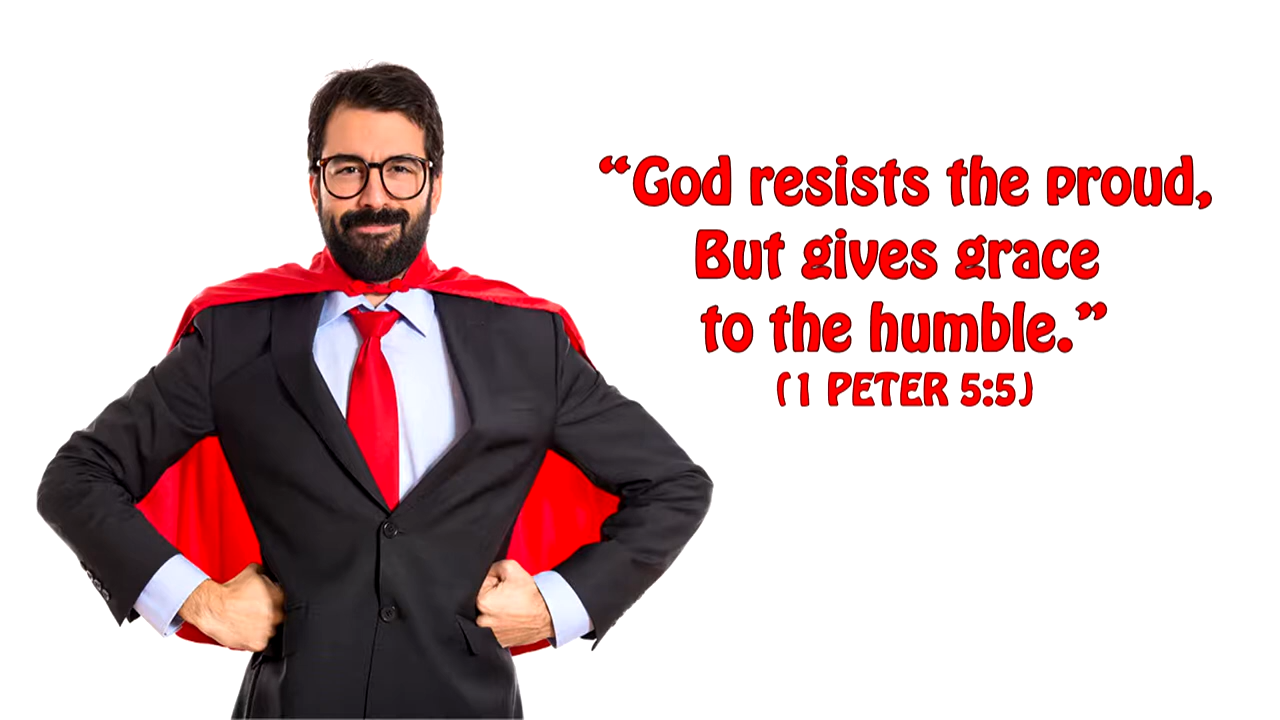 “God resists the proud,
But gives grace
to the humble.”
(1 PETER 5:5)